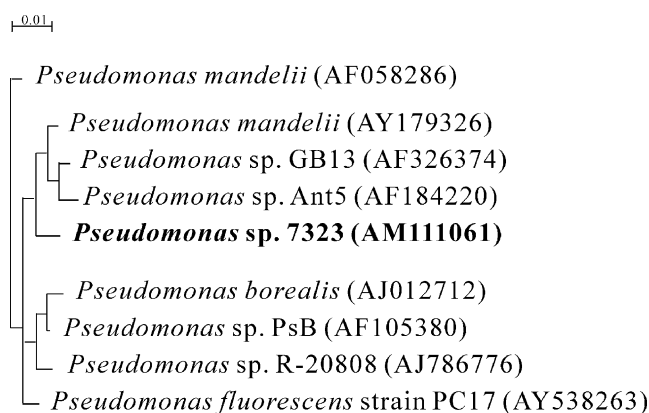 0.01
Pseudomonas mandelii (AF058286)
Pseudomonas mandelii (AY179326)
Pseudomonas sp. GB13 (AF326374)
Pseudomonas sp. Ant5 (AF184220)
Pseudomonas sp. 7323 (AM111061)
Pseudomonas borealis (AJ012712)
Pseudomonas sp. PsB (AF105380)
Pseudomonas sp. R-20808 (AJ786776)
Pseudomonas fluorescens strain PC17 (AY538263)